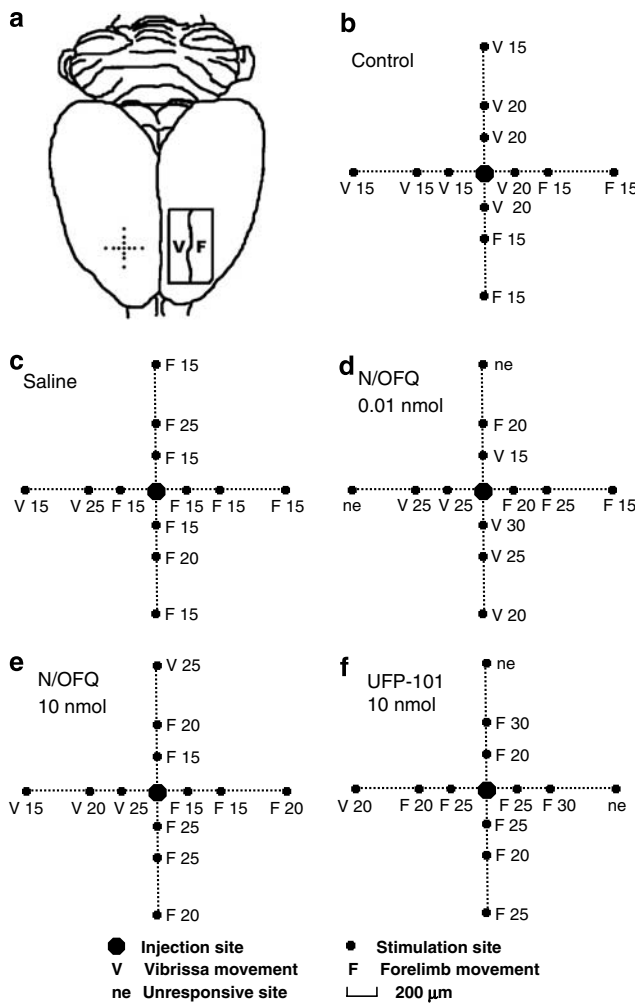 a
V F
b
Control
V 15
V 20
V 20
V 15 V 15 V 15 V 20 F 15 F 15
V 20
F 15
F 15
c
Saline
F 15
F 25
F 15
V 15 V 25 F 15 F 15 F 15 F 15
F 15
F 20
F 15
d
N/OFQ
0.01 nmol
ne
F 20
V 15
ne V 25 V 25 F 20 F 25 F 15
V 30
V 25
V 20
e
N/OFQ
10 nmol
V 25
F 20
F 15
V 15 V 20 V 25 F 15 F 15 F 20
F 25
F 25
F 20
f
UFP-101
10 nmol
ne
F 30
F 20
V 20 F 20 F 25 F 25 F 30 ne
F 25
F 20
F 25
Injection site
Stimulation site
V Vibrissa movement
F Forelimb movement
ne Unresponsive site
200 µm